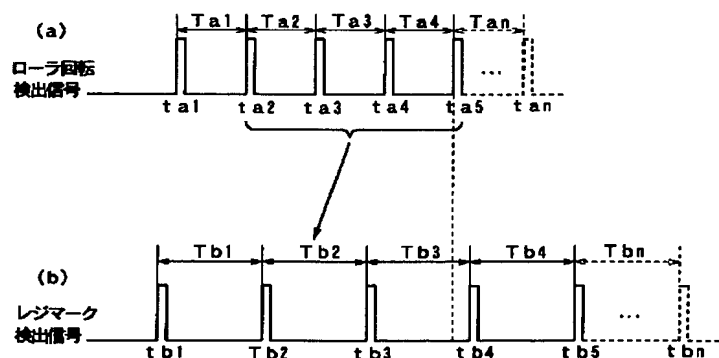 (a)
Ta1 Ta2 Ta3 Ta4 Tan
ローラ回転
検出信号
...
ta1 ta2 ta3 ta4 ta5 tan
(b)
Tb1 Tb2 Tb3 Tb4 Tbn
レジマーク
検出信号
...
tb1 Tb2 tb3 tb4 tb5 tbn